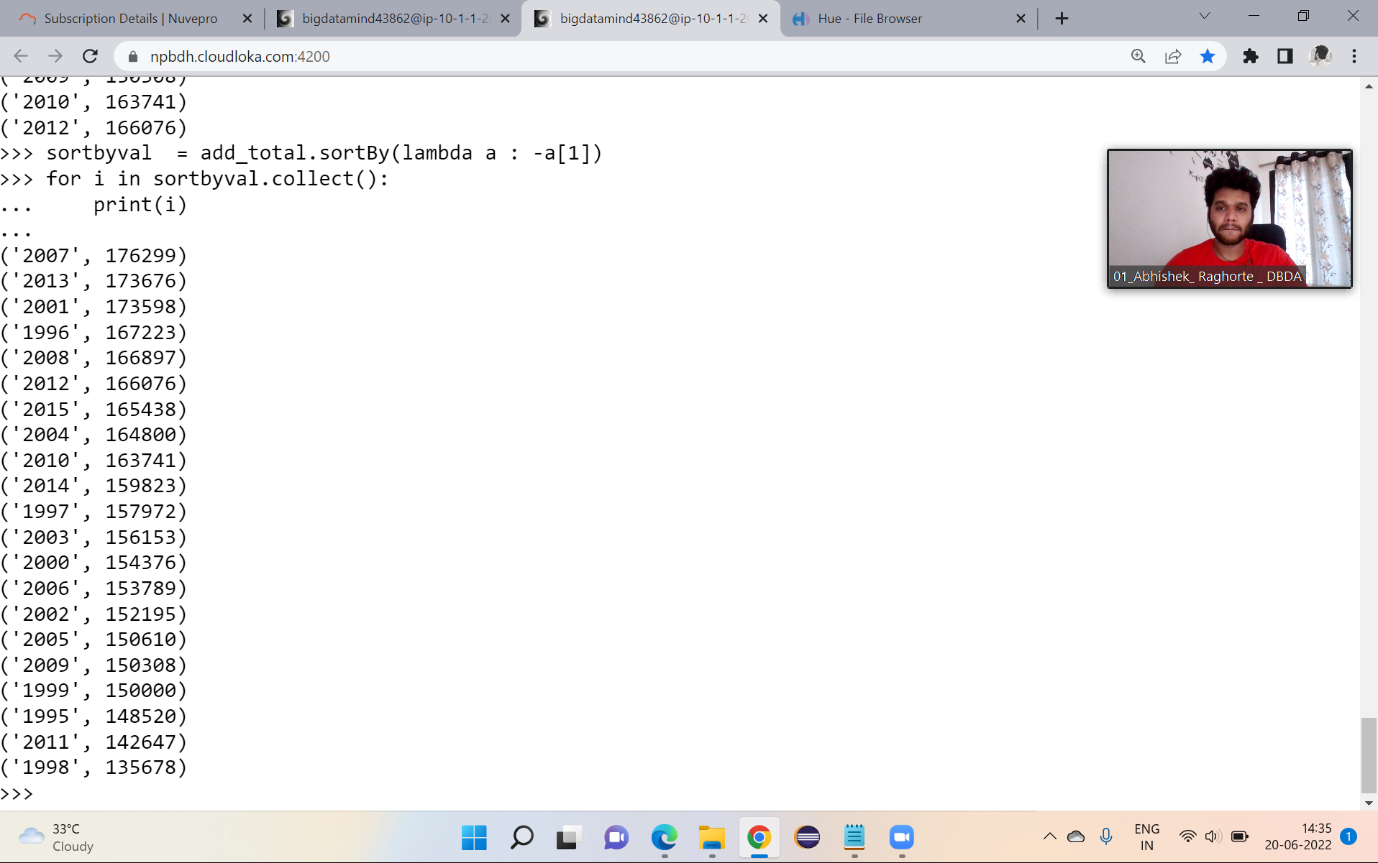 Subscription Details | Nuvepro
bigdatamind43862@ip-10-1-1-2
bigdatamind43862@ip-10-1-1-2
Hue - File Browser
npbdh.cloudloka.com:4200
('2009', 150308)
('2010', 163741)
('2012', 166076)
>>> sortbyval  = add_total.sortBy(lambda a : -a[1])
>>> for i in sortbyval.collect():
...     print(i)
...
('2007', 176299)
('2013', 173676)
('2001', 173598)
('1996', 167223)
('2008', 166897)
('2012', 166076)
('2015', 165438)
('2004', 164800)
('2010', 163741)
('2014', 159823)
('1997', 157972)
('2003', 156153)
('2000', 154376)
('2006', 153789)
('2002', 152195)
('2005', 150610)
('2009', 150308)
('1999', 150000)
('1995', 148520)
('2011', 142647)
('1998', 135678)
>>>
01_Abhishek_ Raghorte _ DBDA
33°C
Cloudy
ENG
IN
14:35
20-06-2022
1